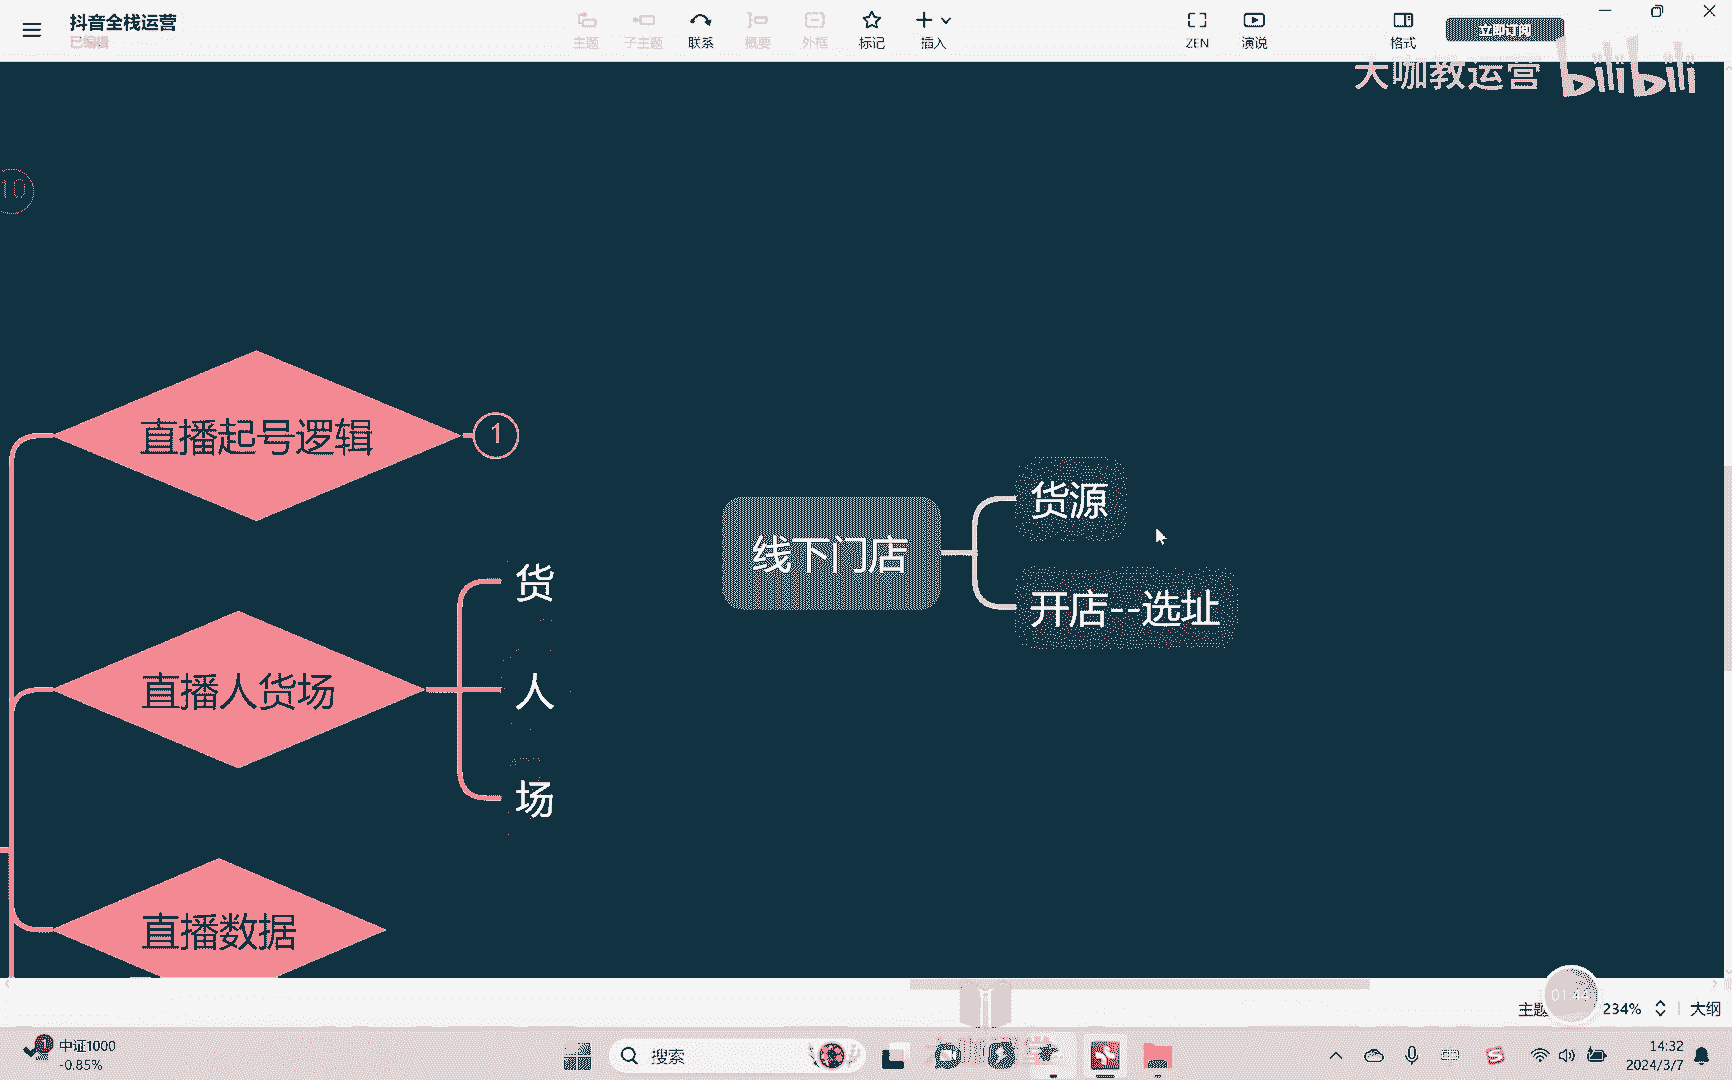 抖音全栈运营
已编辑
主题
子主题
联系
概要
外框
标记
插入
ZEN
演说
格式
立即订阅
大咖教运营 bilibili
10
直播起号逻辑
1
直播人货场
货
人
场
直播数据
线下门店
货源
开店--选址
主题
234%
大纲
中证1000
-0.85%
搜索
14:32
2024/3/7